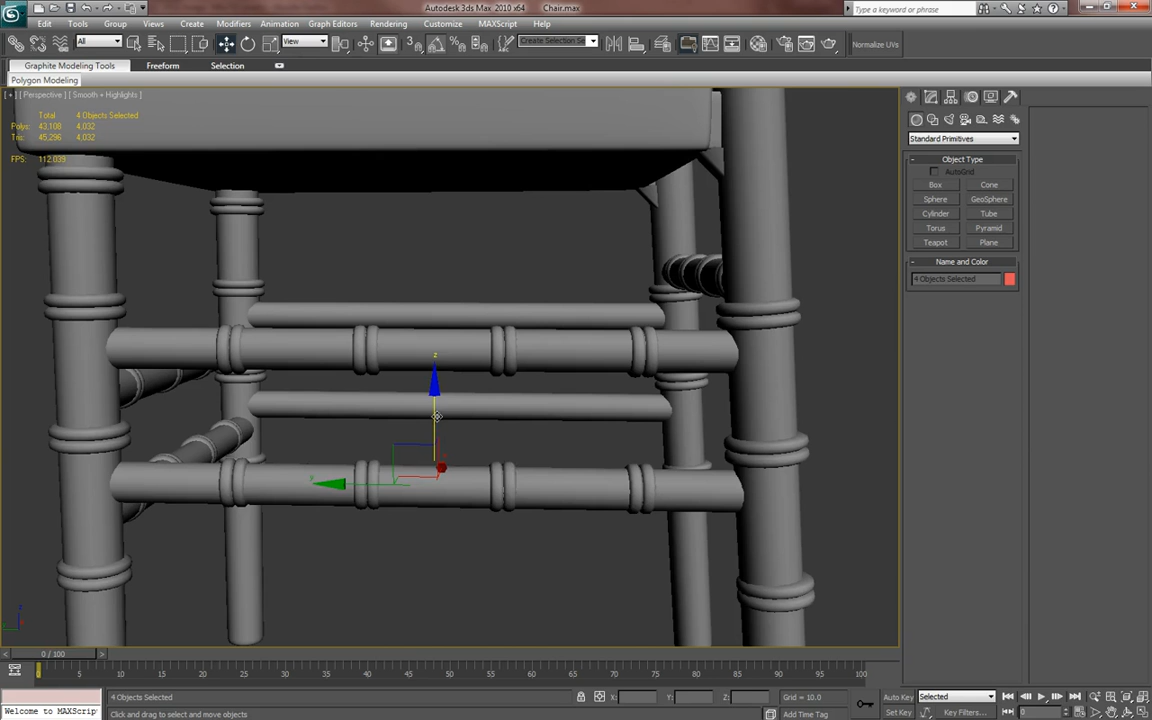 Autodesk 3ds Max 2010 x64 Chair.max
Type a keyword or phrase
Edit Tools Group Views Create Modifiers Animation Graph Editors Rendering Customize MAXScript Help
All View Create Selection Se Normalize UVs
Graphite Modeling Tools Freeform Selection
Polygon Modeling
[ + ] [ Perspective ] [ Smooth + Highlights ]
Total 4 Objects Selected
Polys: 43,108 4,032
Tris: 45,296 4,032
FPS: 112.039
Standard Primitives
- Object Type
AutoGrid
Box Cone
Sphere GeoSphere
Cylinder Tube
Torus Pyramid
Teapot Plane
- Name and Color
4 Objects Selected
z
y
z
< 0 / 100 >
0 5 10 15 20 25 30 35 40 45 50 55 60 65 70 75 80 85 90 95 100
4 Objects Selected X: Y: Z: Grid = 10.0 Auto Key Selected
Welcome to MAXScrip Click and drag to select and move objects Add Time Tag Set Key Key Filters... 0